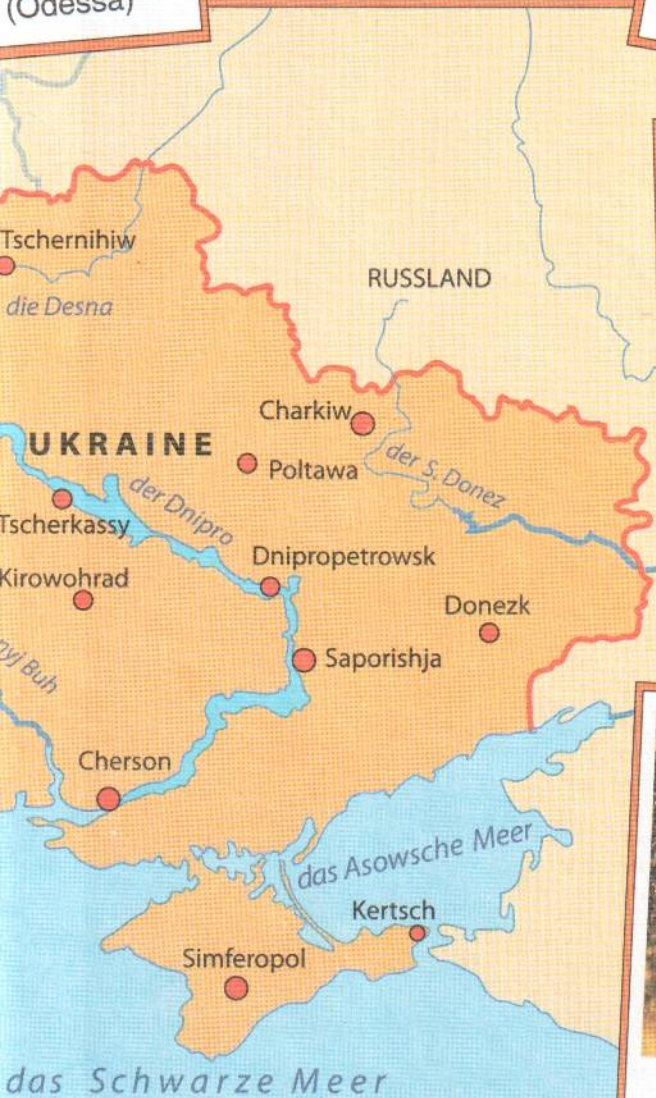 (Odessa)
Tschernihiw
die Desna
RUSSLAND
Charkiw
UKRAINE
Poltawa
der S. Donez
der Dnipro
Tscherkassy
Dnipropetrowsk
Kirowohrad
Donezk
Saporishja
Buh
Cherson
das Asowsche Meer
Kertsch
Simferopol
das Schwarze Meer